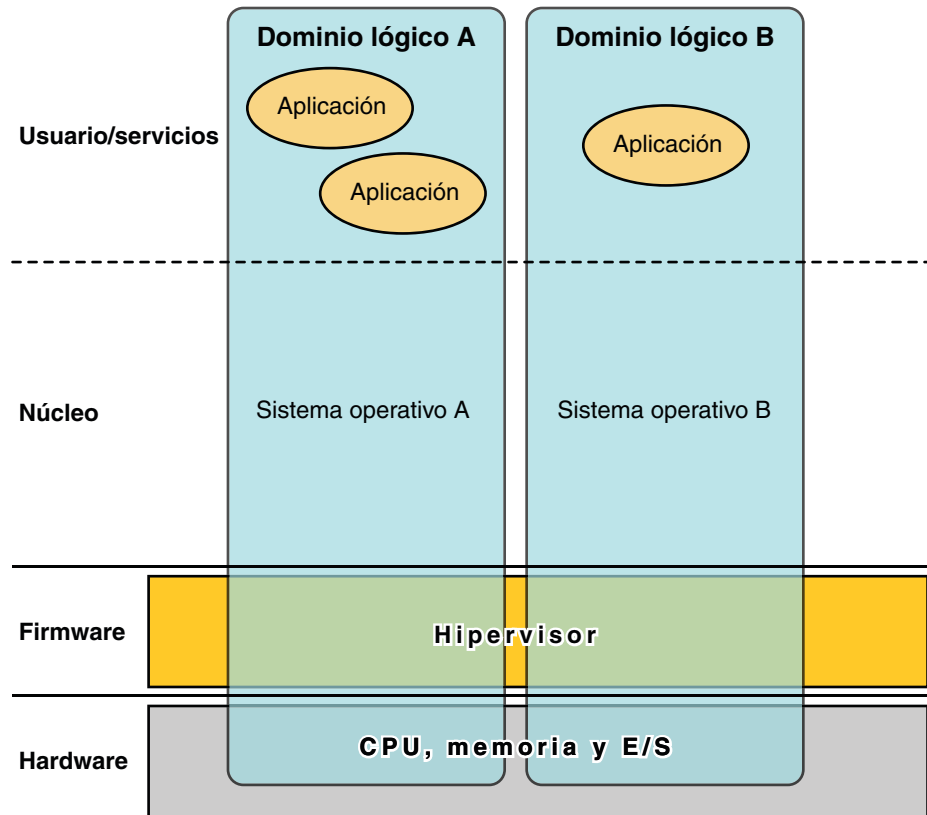 Dominio lógico A
Dominio lógico B
Aplicación
Usuario/servicios
Aplicación
Aplicación
Núcleo
Sistema operativo A
Sistema operativo B
Firmware
Hipervisor
Hardware
CPU, memoria y E/S